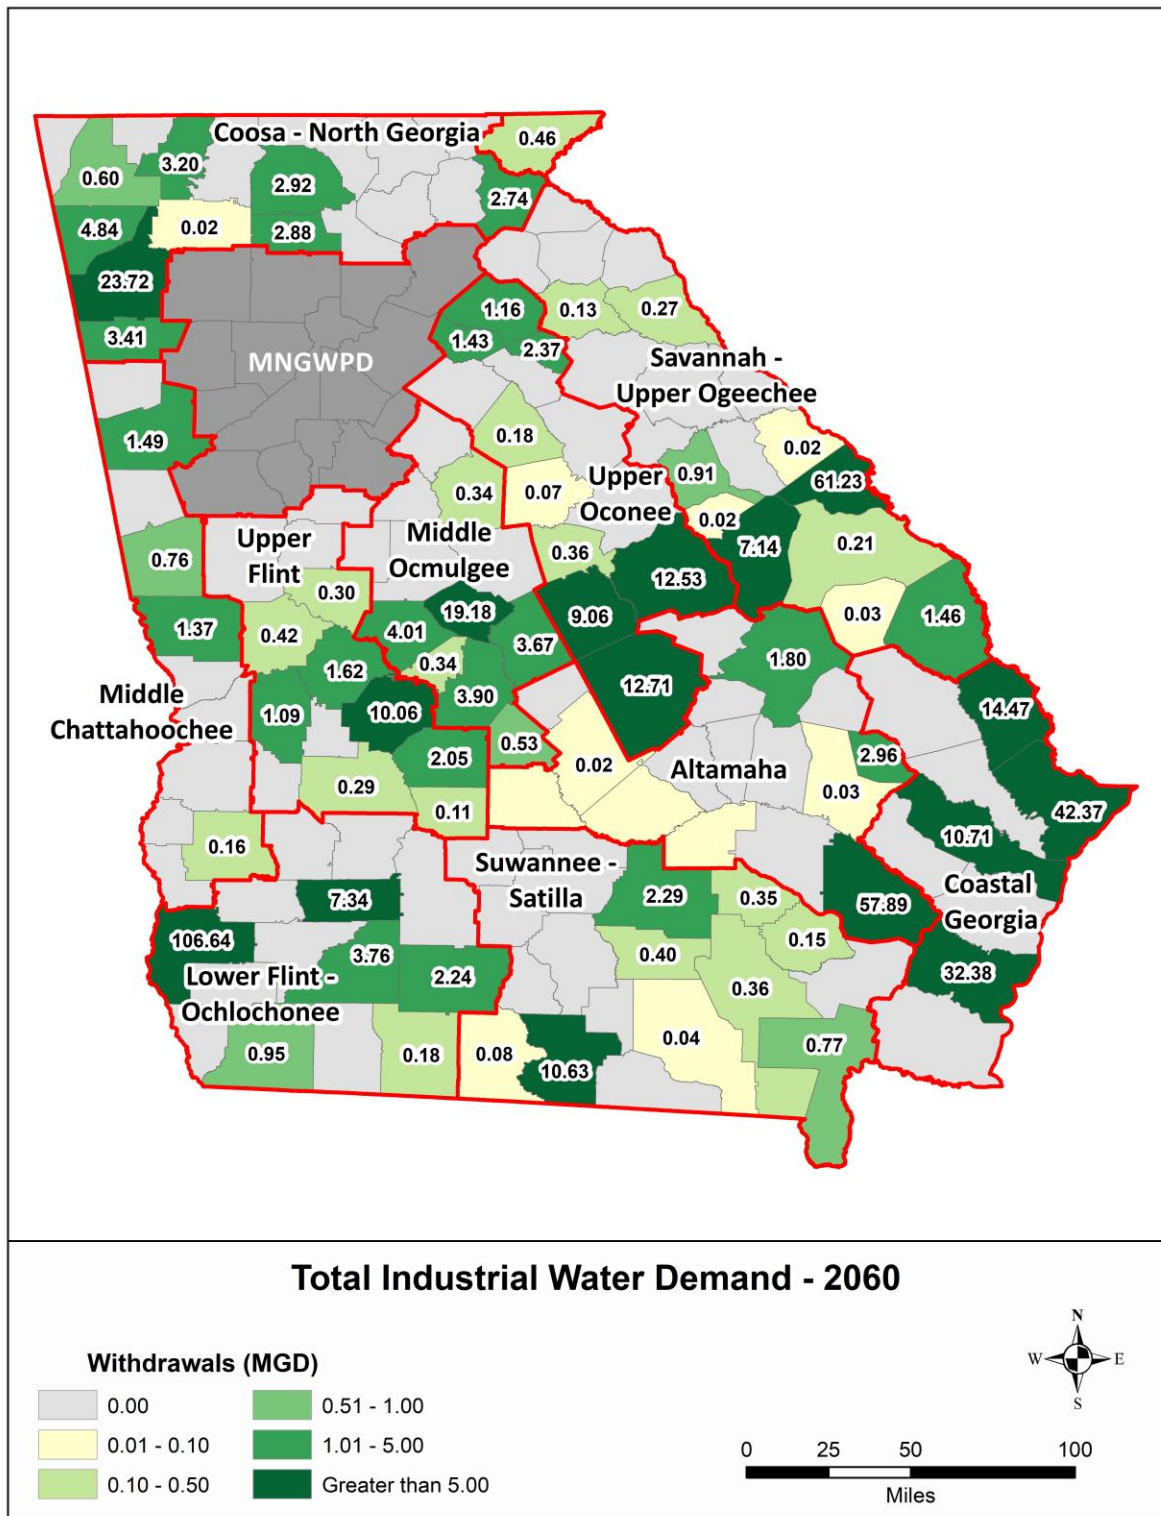 Coosa - North Georgia
0.46
3.20
0.60
2.92
2.74
4.84
0.02
2.88
23.72
1.16
0.13
0.27
3.41
1.43
2.37
MNGWPD
Savannah -
Upper Ogeechee
1.49
0.18
0.02
0.91
61.23
0.34
0.07
Upper
Oconee
0.02
7.14
0.21
Upper
Flint
Middle
Ocmulgee
0.76
0.36
12.53
0.30
19.18
9.06
0.03
1.46
1.37
0.42
4.01
3.67
0.34
1.62
1.80
12.71
Middle
Chattahoochee
3.90
1.09
10.06
14.47
0.53
2.05
2.96
0.02
Altamaha
0.29
0.03
0.11
42.37
10.71
0.16
Suwannee -
Satilla
7.34
2.29
0.35
57.89
Coastal
Georgia
106.64
3.76
0.40
0.15
2.24
32.38
Lower Flint -
Ochlochonee
0.36
0.04
0.77
0.95
0.18
0.08
10.63
Total Industrial Water Demand - 2060
Withdrawals (MGD)
0.00
0.01 - 0.10
0.10 - 0.50
0.51 - 1.00
1.01 - 5.00
Greater than 5.00
N
W E
S
0 25 50 100
Miles